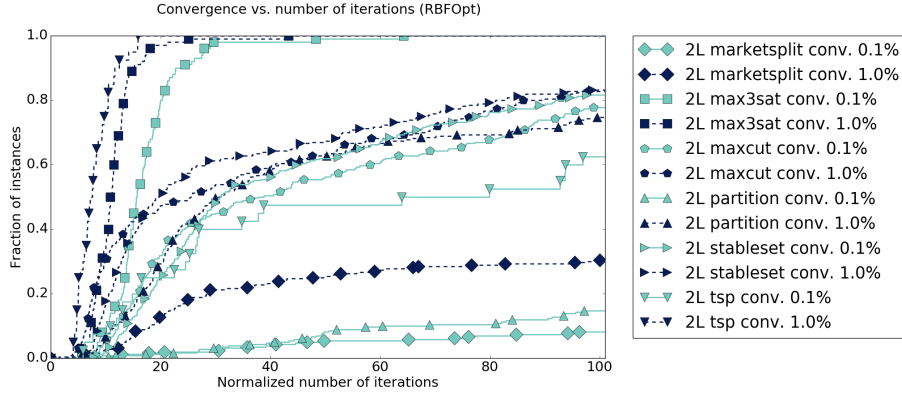 Convergence vs. number of iterations (RBFOpt)
Fraction of instances
1.0
0.8
0.6
0.4
0.2
0.0
0 20 40 60 80 100
Normalized number of iterations
2L marketsplit conv. 0.1%
2L marketsplit conv. 1.0%
2L max3sat conv. 0.1%
2L max3sat conv. 1.0%
2L maxcut conv. 0.1%
2L maxcut conv. 1.0%
2L partition conv. 0.1%
2L partition conv. 1.0%
2L stableset conv. 0.1%
2L stableset conv. 1.0%
2L tsp conv. 0.1%
2L tsp conv. 1.0%